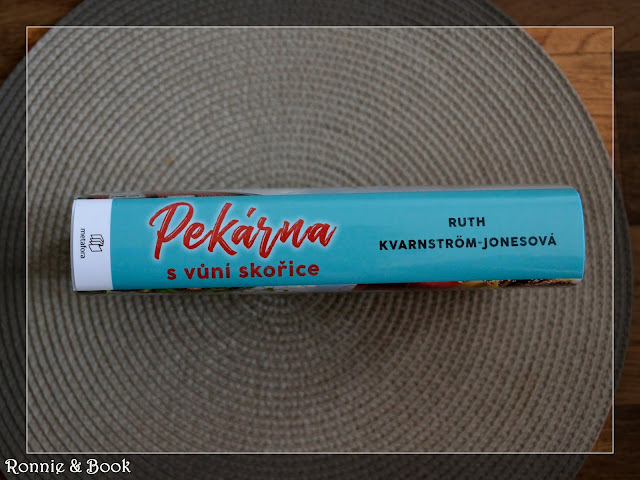 metafora
Pekárna
s vůní skořice
RUTH
KVARNSTRÖM-JONESOVÁ
Ronnie & Book